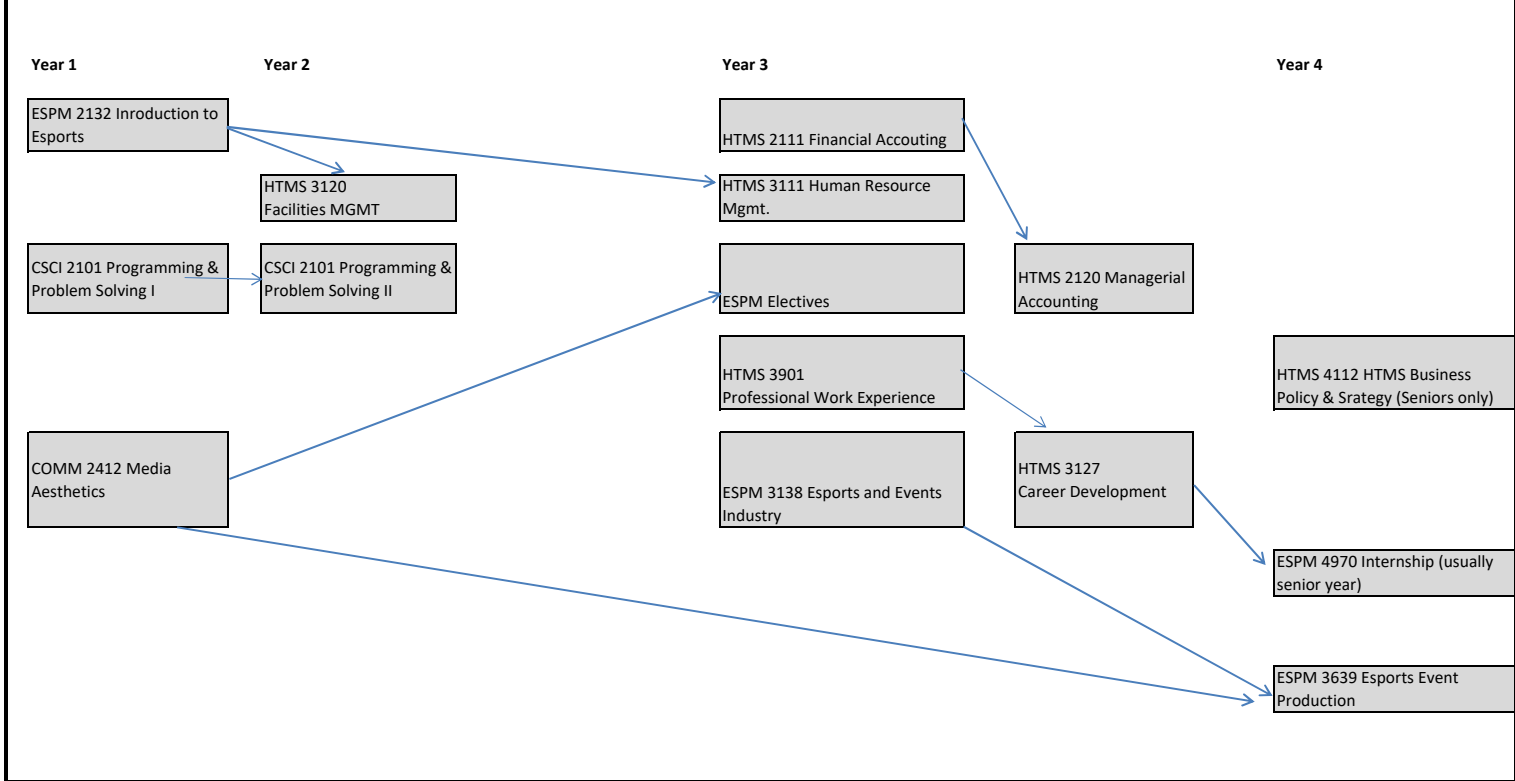 Year 1
Year 2
Year 3
Year 4
ESPM 2132 Inroduction to
Esports
HTMS 2111 Financial Accouting
HTMS 3120
Facilities MGMT
HTMS 3111 Human Resource
Mgmt.
CSCI 2101 Programming &
Problem Solving I
CSCI 2101 Programming &
Problem Solving II
ESPM Electives
HTMS 2120 Managerial
Accounting
HTMS 3901
Professional Work Experience
HTMS 4112 HTMS Business
Policy & Srategy (Seniors only)
COMM 2412 Media
Aesthetics
ESPM 3138 Esports and Events
Industry
HTMS 3127
Career Development
ESPM 4970 Internship (usually
senior year)
ESPM 3639 Esports Event
Production